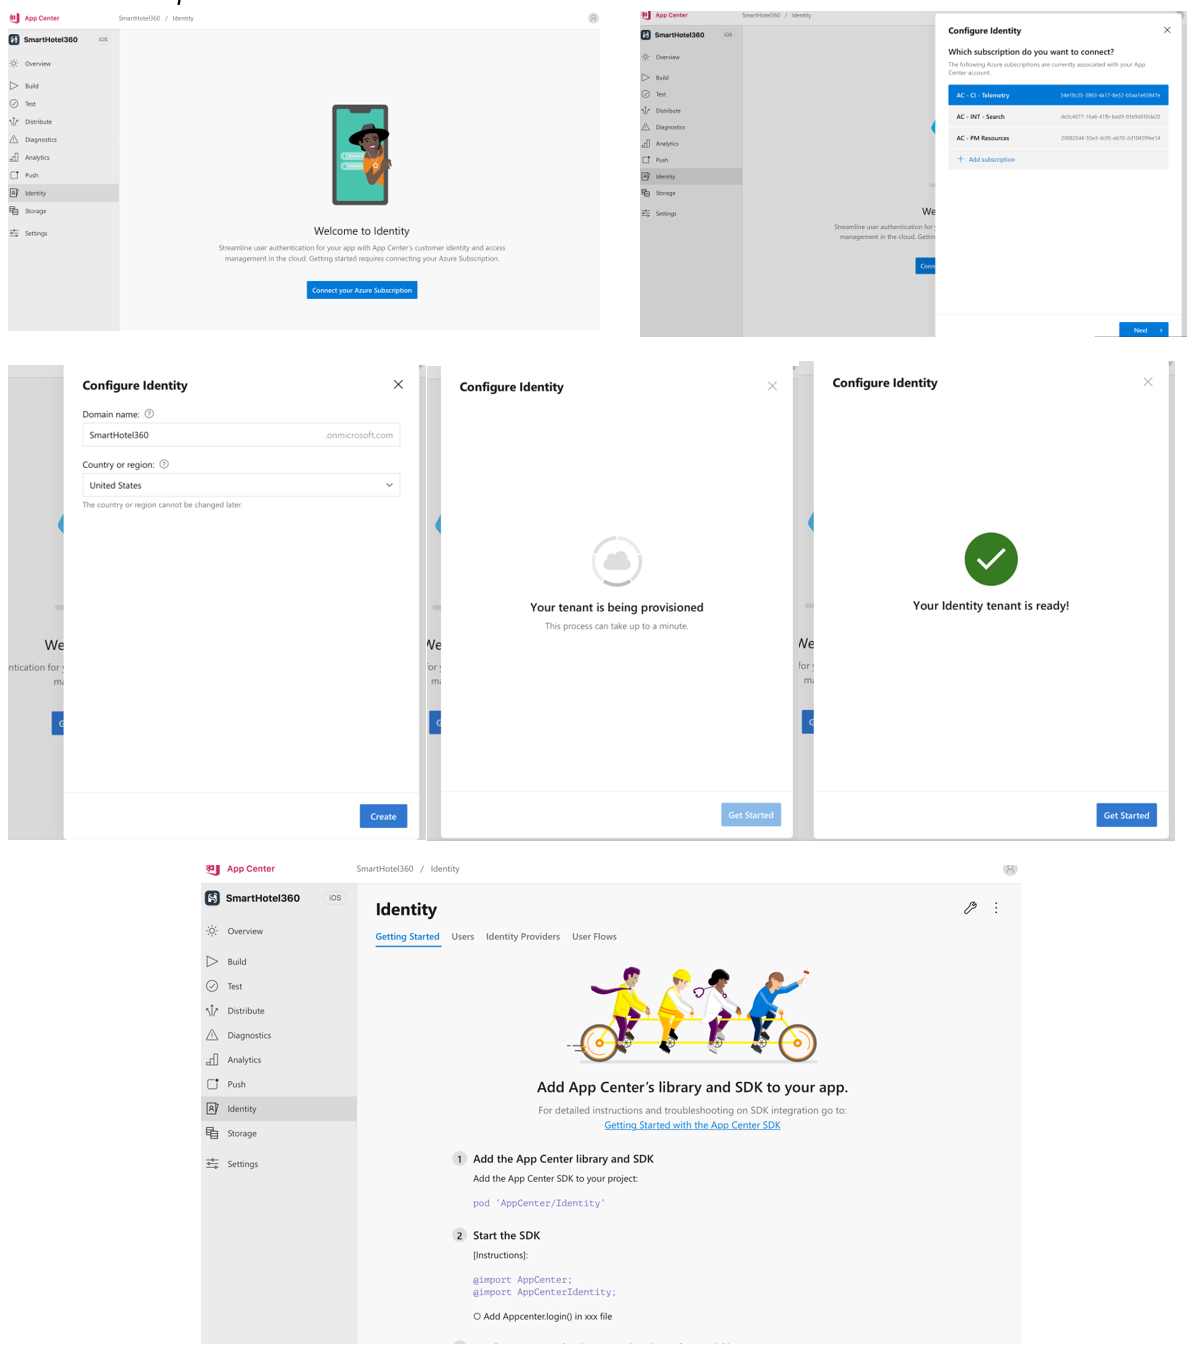 App Center
SmartHotel360 / Identity
SmartHotel360
iOS
Overview
Build
Test
Distribute
Diagnostics
Analytics
Push
Identity
Storage
Settings
Welcome to Identity
Streamline user authentication for your app with App Center's customer identity and access
management in the cloud. Getting started requires connecting your Azure Subscription.
Connect your Azure Subscription
App Center
SmartHotel360 / Identity
SmartHotel360
iOS
Overview
Build
Test
Distribute
Diagnostics
Analytics
Push
Identity
Storage
Settings
We
Streamline user authentication for
management in the cloud. Gettin
Conn
Configure Identity
Which subscription do you want to connect?
The following Azure subscriptions are currently associated with your App
Center account.
AC - CI - Telemetry
AC - INT - Search
AC - PM Resources
Add subscription
Next
We
ntication for
ma
Configure Identity
Domain name:
SmartHotel360 .onmicrosoft.com
Country or region:
United States
The country or region cannot be changed later.
Create
Configure Identity
Your tenant is being provisioned
This process can take up to a minute.
Get Started
Configure Identity
Your Identity tenant is ready!
Get Started
App Center
SmartHotel360 / Identity
SmartHotel360
iOS
Overview
Build
Test
Distribute
Diagnostics
Analytics
Push
Identity
Storage
Settings
Identity
Getting Started Users Identity Providers User Flows
Add App Center's library and SDK to your app.
For detailed instructions and troubleshooting on SDK integration go to:
Getting Started with the App Center SDK
1 Add the App Center library and SDK
Add the App Center SDK to your project:
pod 'AppCenter/Identity'
2 Start the SDK
[Instructions]:
@import AppCenter;
@import AppCenterIdentity;
Add Appcenter.login() in xxx file